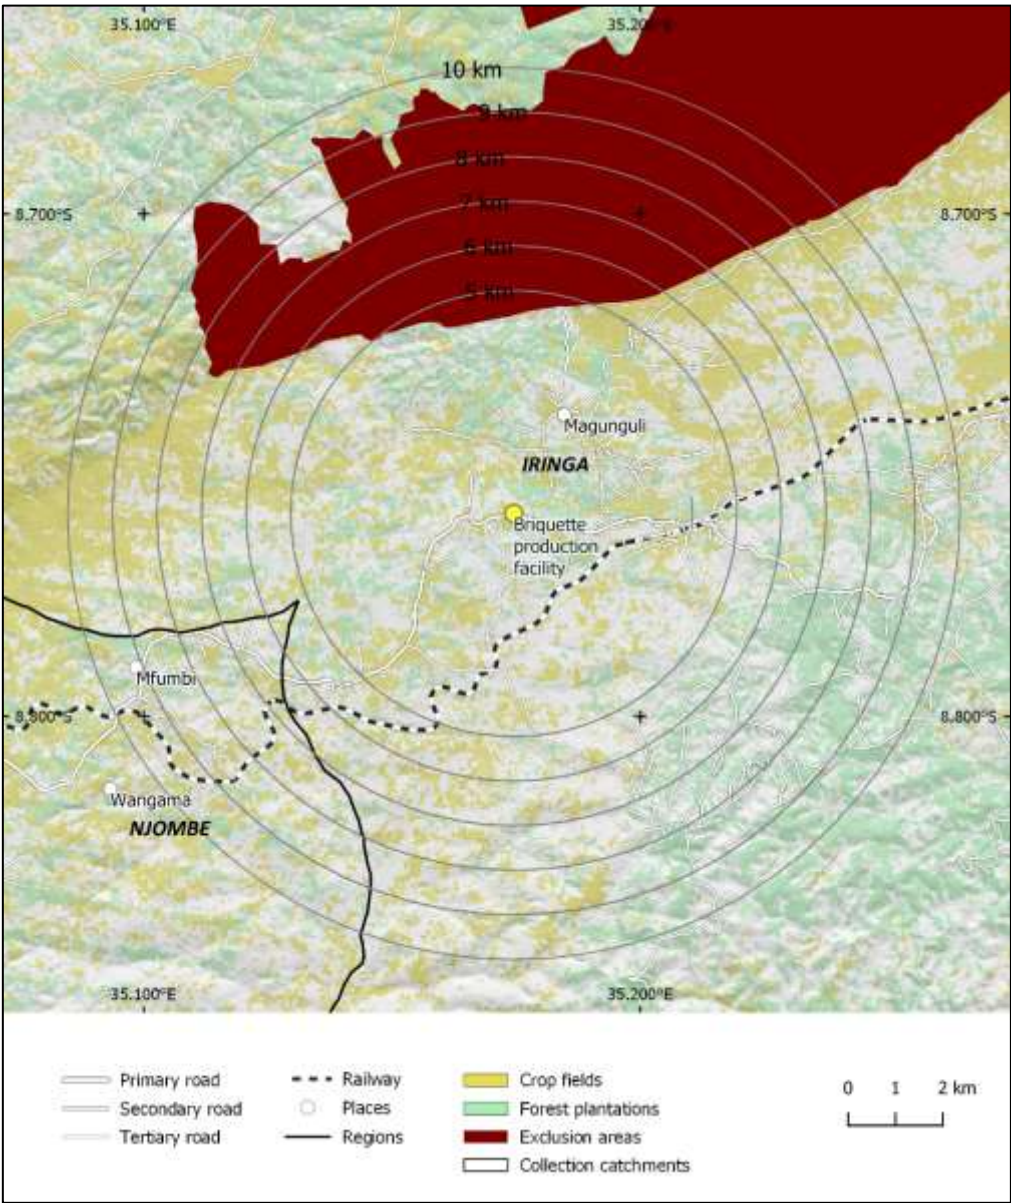 35.100°E
35.200°E
10 km
9 km
8 km
7 km
8.700°S
8.700°S
6 km
5 km
Magunguli
IRINGA
Briquette
production
facility
Mfumbi
8.800°S
8.800°S
Wangama
NJOMBE
35.100°E
35.200°E
Primary road
Secondary road
Tertiary road
Railway
Places
Regions
Crop fields
Forest plantations
Exclusion areas
Collection catchments
0 1 2 km